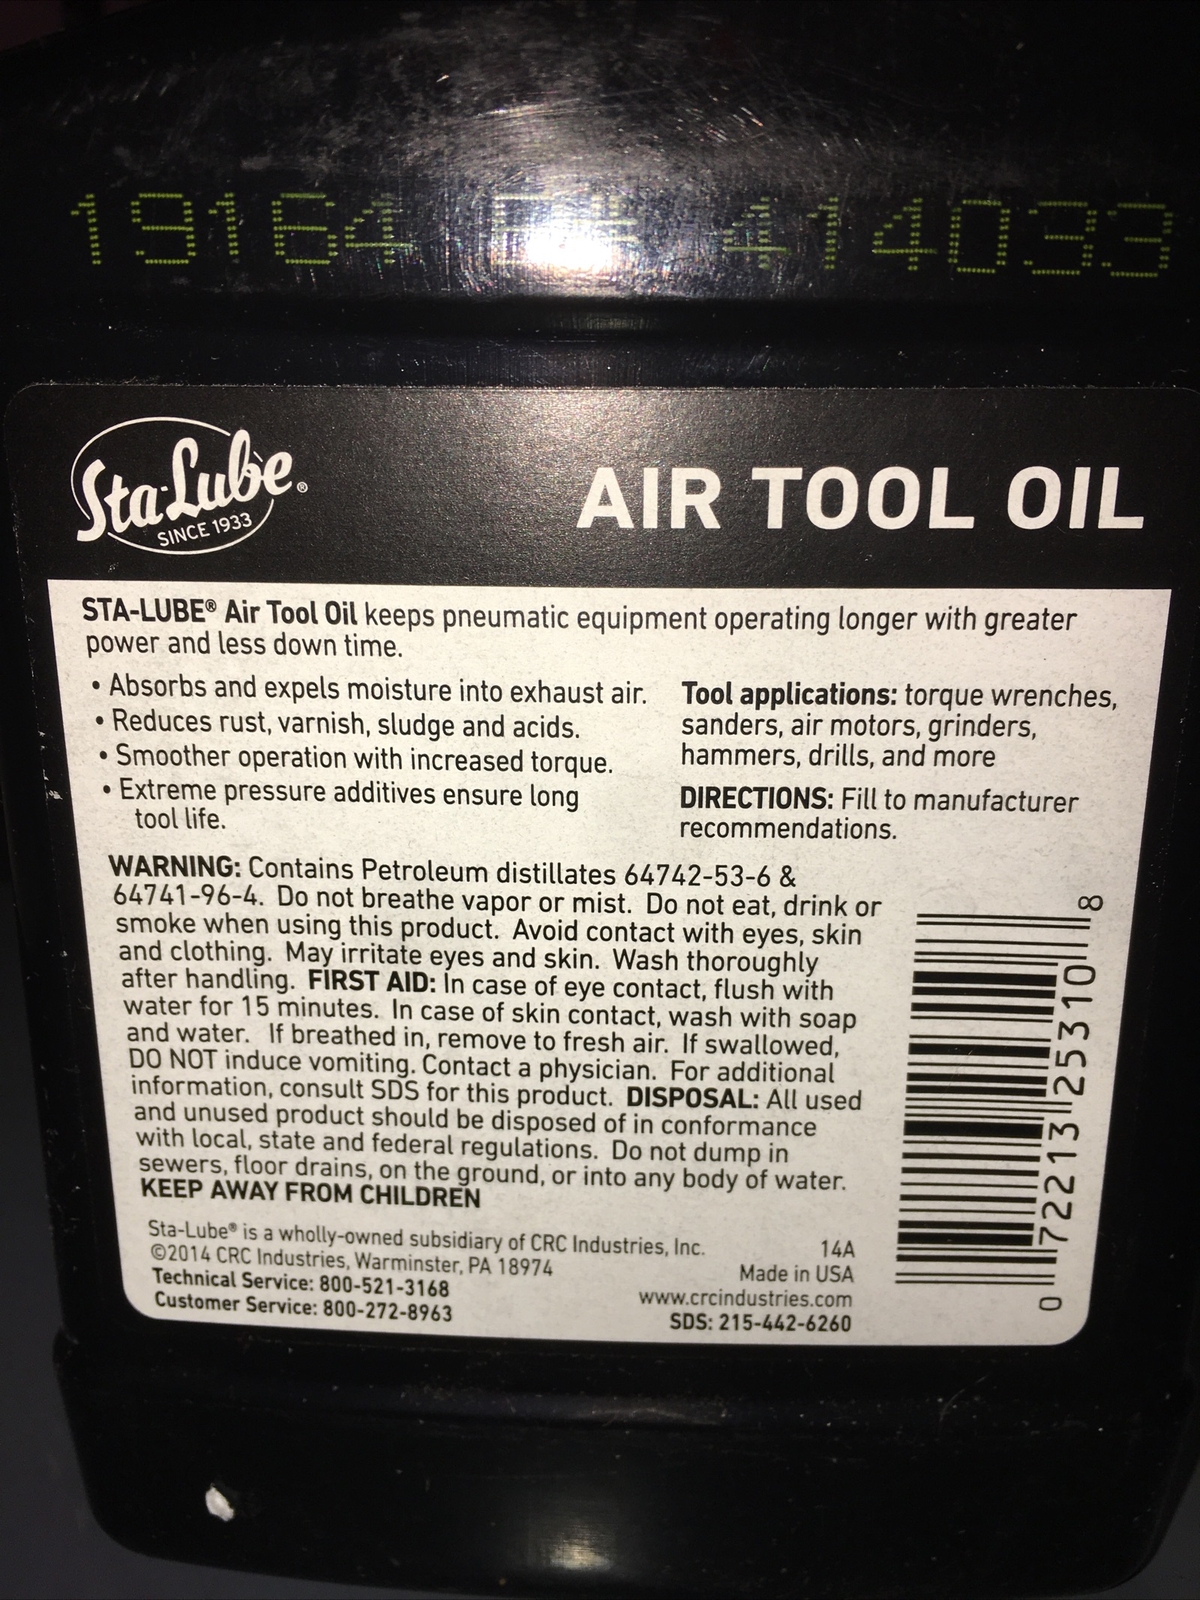 19164 414033
Sta-Lube®
SINCE 1933
AIR TOOL OIL
STA-LUBE® Air Tool Oil keeps pneumatic equipment operating longer with greater
power and less down time.
• Absorbs and expels moisture into exhaust air.
• Reduces rust, varnish, sludge and acids.
• Smoother operation with increased torque.
• Extreme pressure additives ensure long
tool life.
Tool applications: torque wrenches,
sanders, air motors, grinders,
hammers, drills, and more
DIRECTIONS: Fill to manufacturer
recommendations.
WARNING: Contains Petroleum distillates 64742-53-6 &
64741-96-4. Do not breathe vapor or mist. Do not eat, drink or
smoke when using this product. Avoid contact with eyes, skin
and clothing. May irritate eyes and skin. Wash thoroughly
after handling. FIRST AID: In case of eye contact, flush with
water for 15 minutes. In case of skin contact, wash with soap
and water. If breathed in, remove to fresh air. If swallowed,
DO NOT induce vomiting. Contact a physician. For additional
information, consult SDS for this product. DISPOSAL: All used
and unused product should be disposed of in conformance
with local, state and federal regulations. Do not dump in
sewers, floor drains, on the ground, or into any body of water.
KEEP AWAY FROM CHILDREN
Sta-Lube® is a wholly-owned subsidiary of CRC Industries, Inc.
©2014 CRC Industries, Warminster, PA 18974
Technical Service: 800-521-3168
Customer Service: 800-272-8963
14A
Made in USA
www.crcindustries.com
SDS: 215-442-6260
0 72213 25310 8